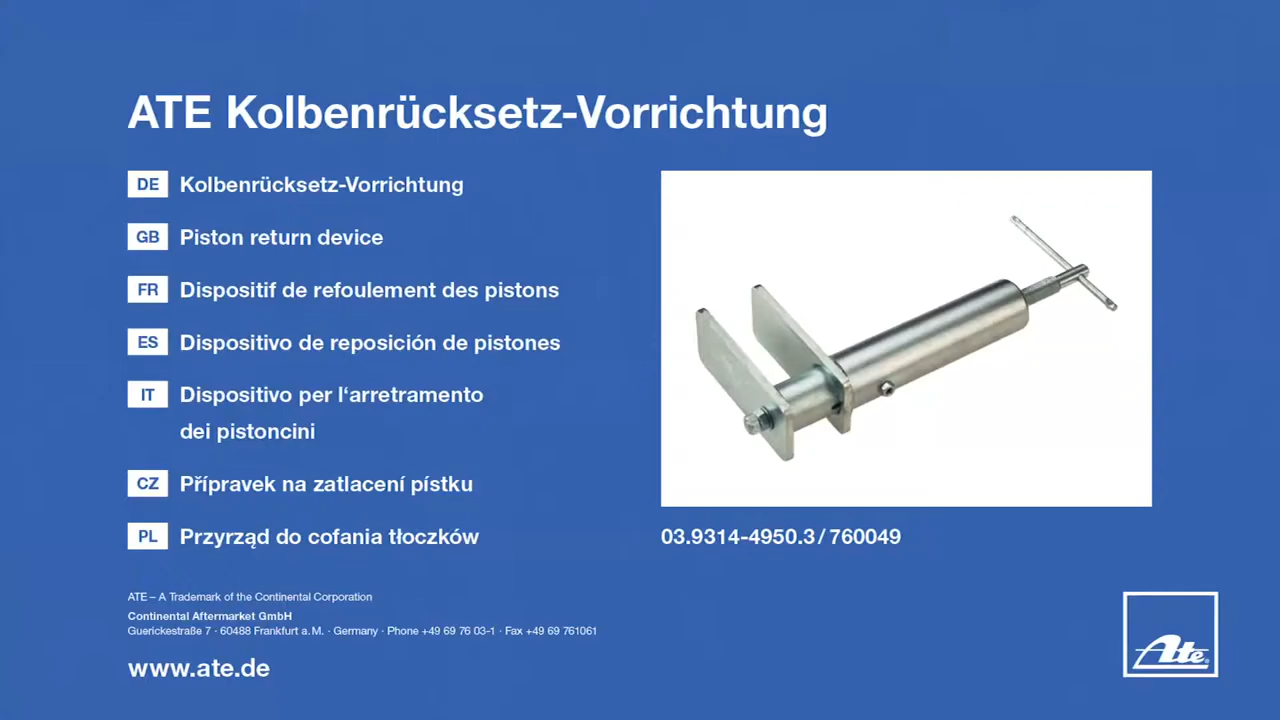 ATE Kolbenrücksetz-Vorrichtung
DE Kolbenrücksetz-Vorrichtung
GB Piston return device
FR Dispositif de refoulement des pistons
ES Dispositivo de reposición de pistones
IT Dispositivo per l‘arretramento
dei pistoncini
CZ Přípravek na zatlacení pístku
PL Przyrząd do cofania tłoczków
03.9314-4950.3 / 760049
ATE – A Trademark of the Continental Corporation
Continental Aftermarket GmbH
Guerickestraße 7 · 60488 Frankfurt a. M. · Germany · Phone +49 69 76 03-1 · Fax +49 69 761061
www.ate.de
Ate®